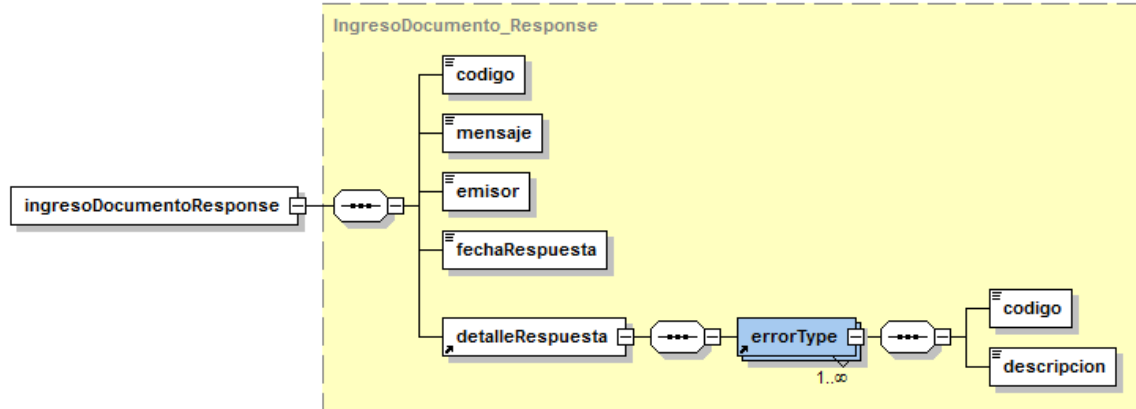 IngresoDocumento_Response
codigo
mensaje
emisor
ingresoDocumentoResponse
fechaRespuesta
detalleRespuesta
errorType
1..∞
codigo
descripcion